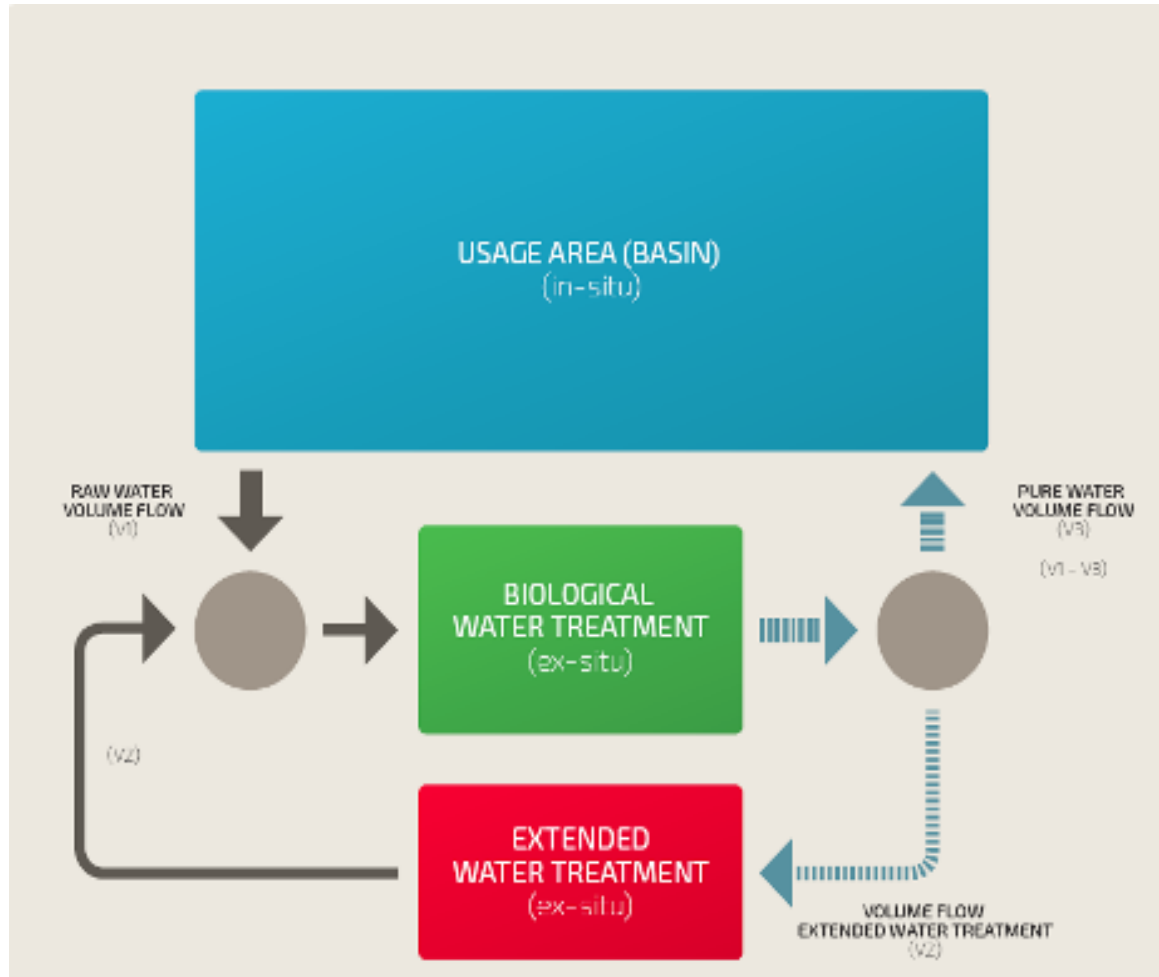 USAGE AREA (BASIN)
(in-situ)
RAW WATER
VOLUME FLOW
(V1)
PURE WATER
VOLUME FLOW
(V3)
(V1 - V3)
BIOLOGICAL
WATER TREATMENT
(ex-situ)
(V2)
EXTENDED
WATER TREATMENT
(ex-situ)
VOLUME FLOW
EXTENDED WATER TREATMENT
(V2)